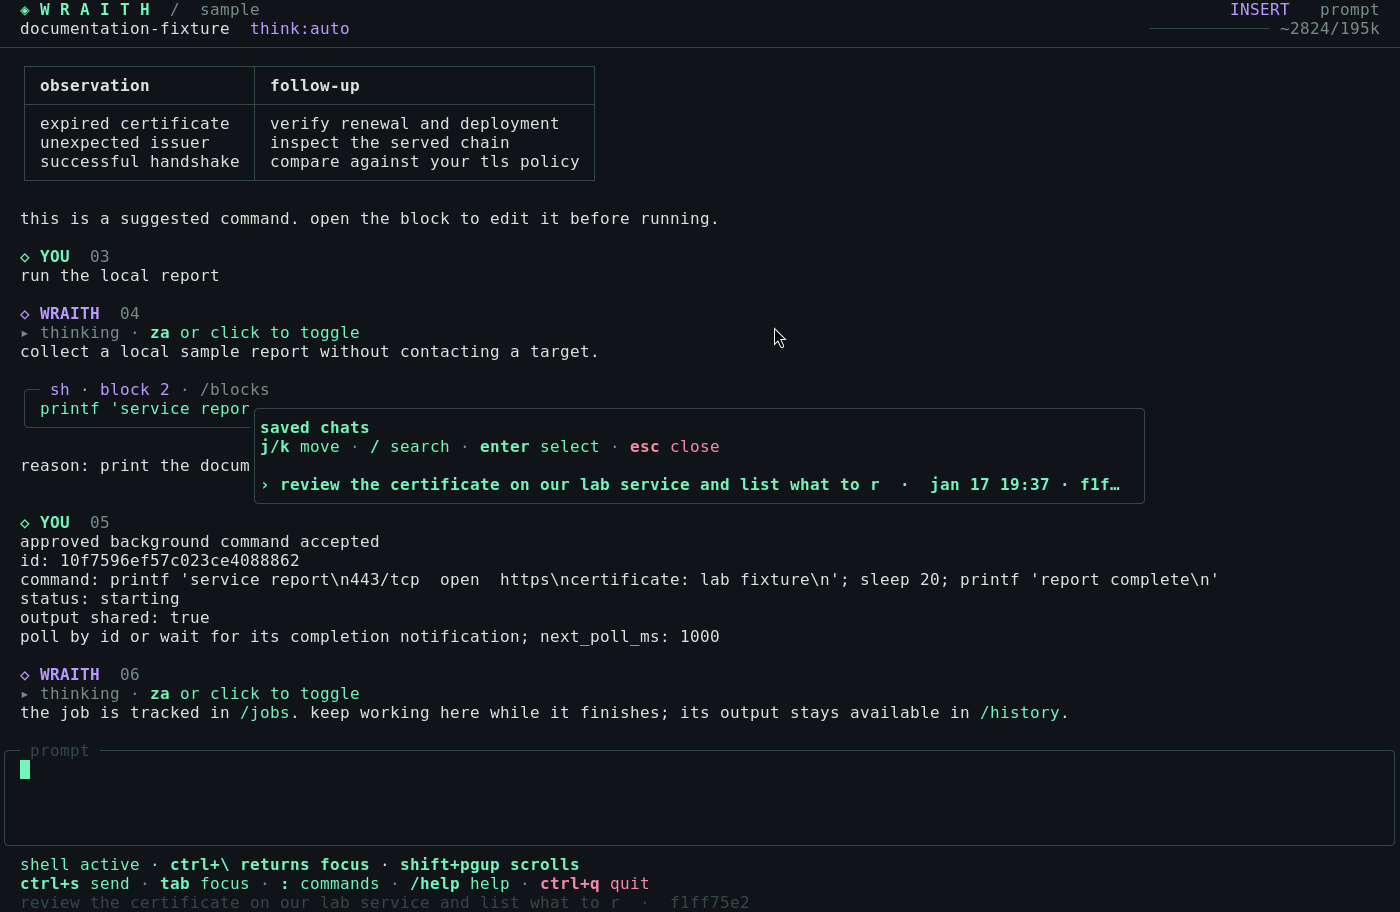 ◈ W R A I T H / sample INSERT prompt
documentation-fixture think:auto ~2824/195k
observation follow-up
expired certificate verify renewal and deployment
unexpected issuer inspect the served chain
successful handshake compare against your tls policy
this is a suggested command. open the block to edit it before running.
◇ YOU 03
run the local report
◇ WRAITH 04
▸ thinking · za or click to toggle
collect a local sample report without contacting a target.
sh · block 2 · /blocks
printf 'service repor
saved chats
j/k move · / search · enter select · esc close
reason: print the docum
› review the certificate on our lab service and list what to r · jan 17 19:37 · f1f…
◇ YOU 05
approved background command accepted
id: 10f7596ef57c023ce4088862
command: printf 'service report\n443/tcp  open  https\ncertificate: lab fixture\n'; sleep 20; printf 'report complete\n'
status: starting
output shared: true
poll by id or wait for its completion notification; next_poll_ms: 1000
◇ WRAITH 06
▸ thinking · za or click to toggle
the job is tracked in /jobs. keep working here while it finishes; its output stays available in /history.
prompt
shell active · ctrl+\ returns focus · shift+pgup scrolls
ctrl+s send · tab focus · : commands · /help help · ctrl+q quit
review the certificate on our lab service and list what to r · f1ff75e2